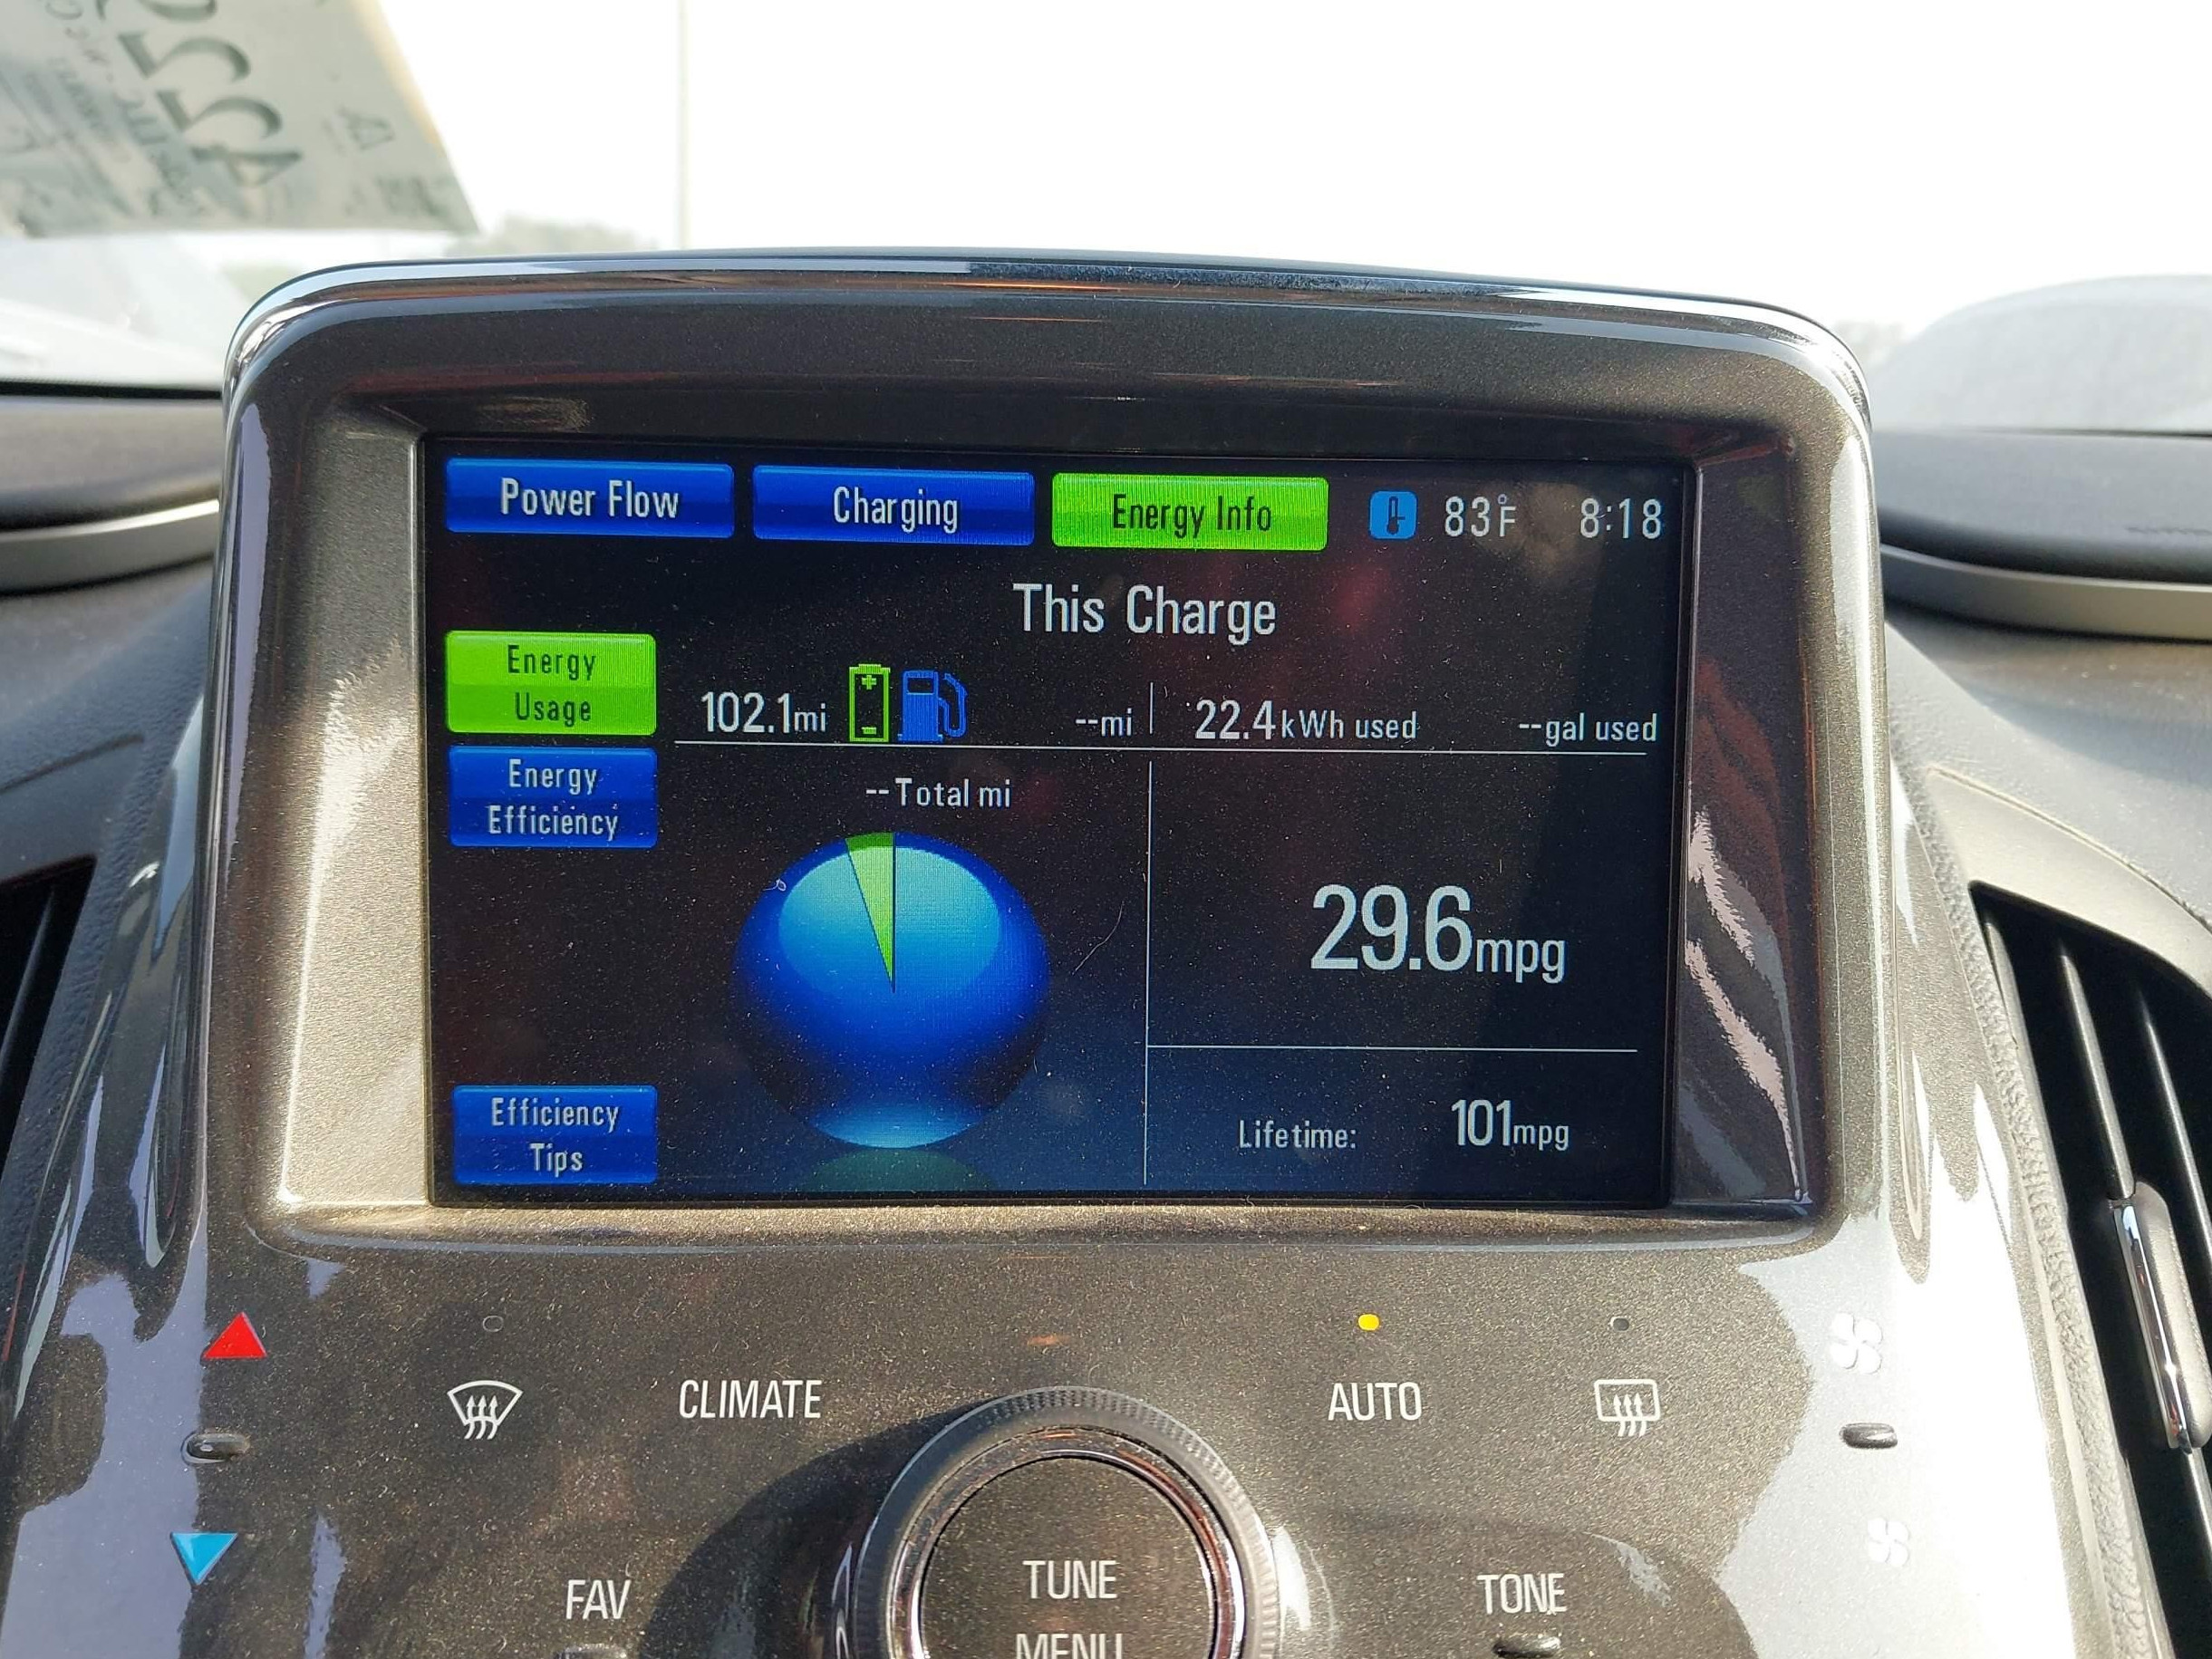 Power Flow
Charging
Energy Info
83°F
8:18
This Charge
Energy
Usage
102.1mi
--mi
22.4kWh used
--gal used
Energy
Efficiency
--Total mi
29.6mpg
Efficiency
Tips
Lifetime:
101mpg
CLIMATE
AUTO
FAV
TUNE
MENU
TONE